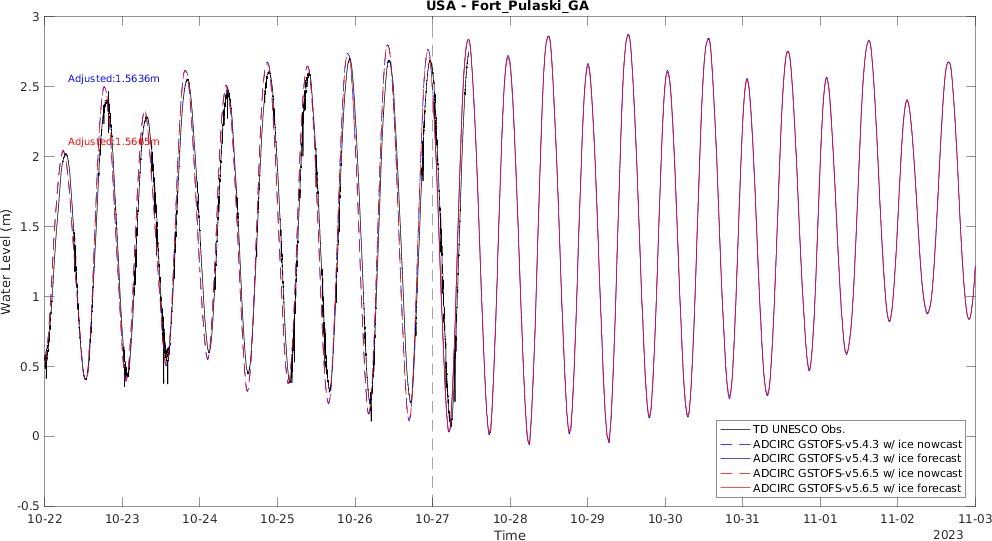 USA - Fort_Pulaski_GA
3
2.5
2
1.5
1
0.5
0
-0.5
Water Level (m)
Adjusted:1.5636m
Adjusted:1.5665m
TD UNESCO Obs.
ADCIRC GSTOFS-v5.4.3 w/ ice nowcast
ADCIRC GSTOFS-v5.4.3 w/ ice forecast
ADCIRC GSTOFS-v5.6.5 w/ ice nowcast
ADCIRC GSTOFS-v5.6.5 w/ ice forecast
10-22 10-23 10-24 10-25 10-26 10-27 10-28 10-29 10-30 10-31 11-01 11-02 11-03
Time
2023